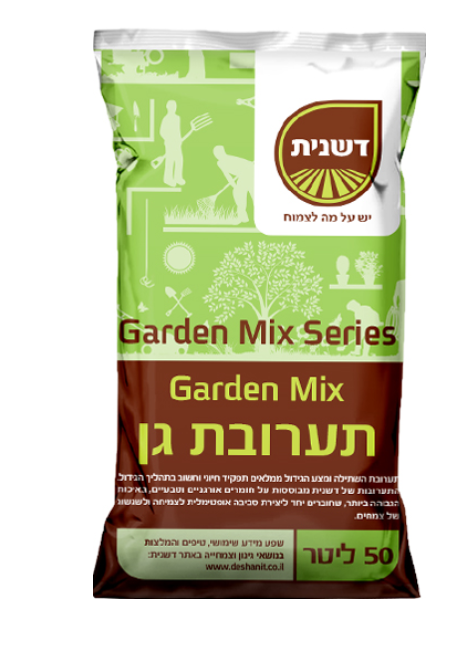 דשנית
יש על מה לצמוח
Garden Mix Series
Garden Mix
תערובת גן
תערובת השתילה ומצע הגידול ממלאים תפקיד חיוני וחשוב בתהליך הגידול.
התערובות של דשנית מבוססות על חומרים אורגניים וטבעיים, באיכות
הגבוהה ביותר, שחוברים יחד ליצירת סביבה אופטימלית לצמיחה ולשגשוג
של צמחים.
שפע מידע שימושי, טיפים והמלצות
בנושאי גינון וצמחייה באתר דשנית:
www.deshanit.co.il
50 ליטר